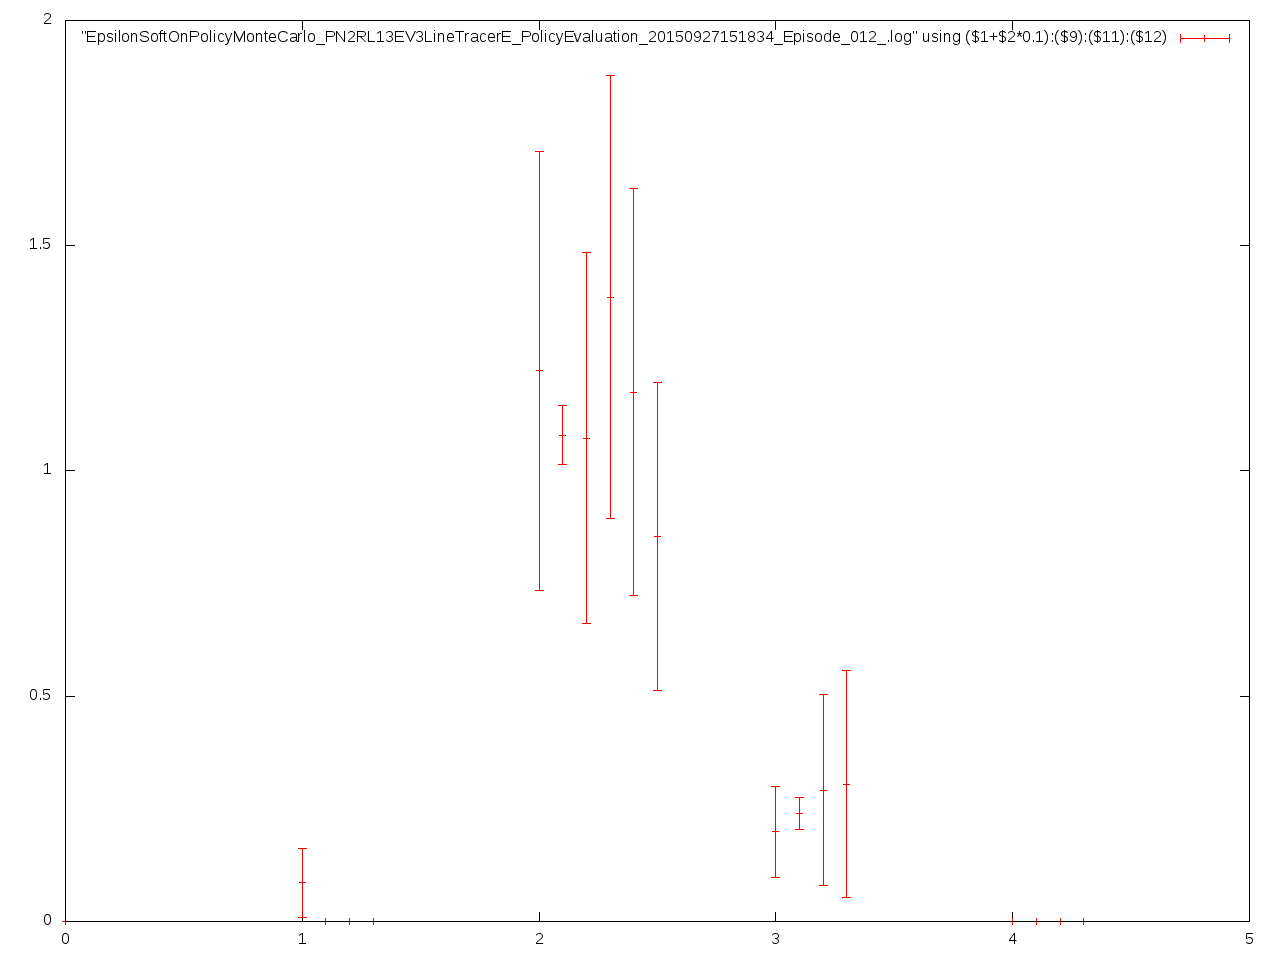 2
"EpsilonSoftOnPolicyMonteCarlo_PN2RL13EV3LineTracerE_PolicyEvaluation_20150927151834_Episode_012_.log" using ($1+$2*0.1):($9):($11):($12)
1.5
1
0.5
0
0 1 2 3 4 5